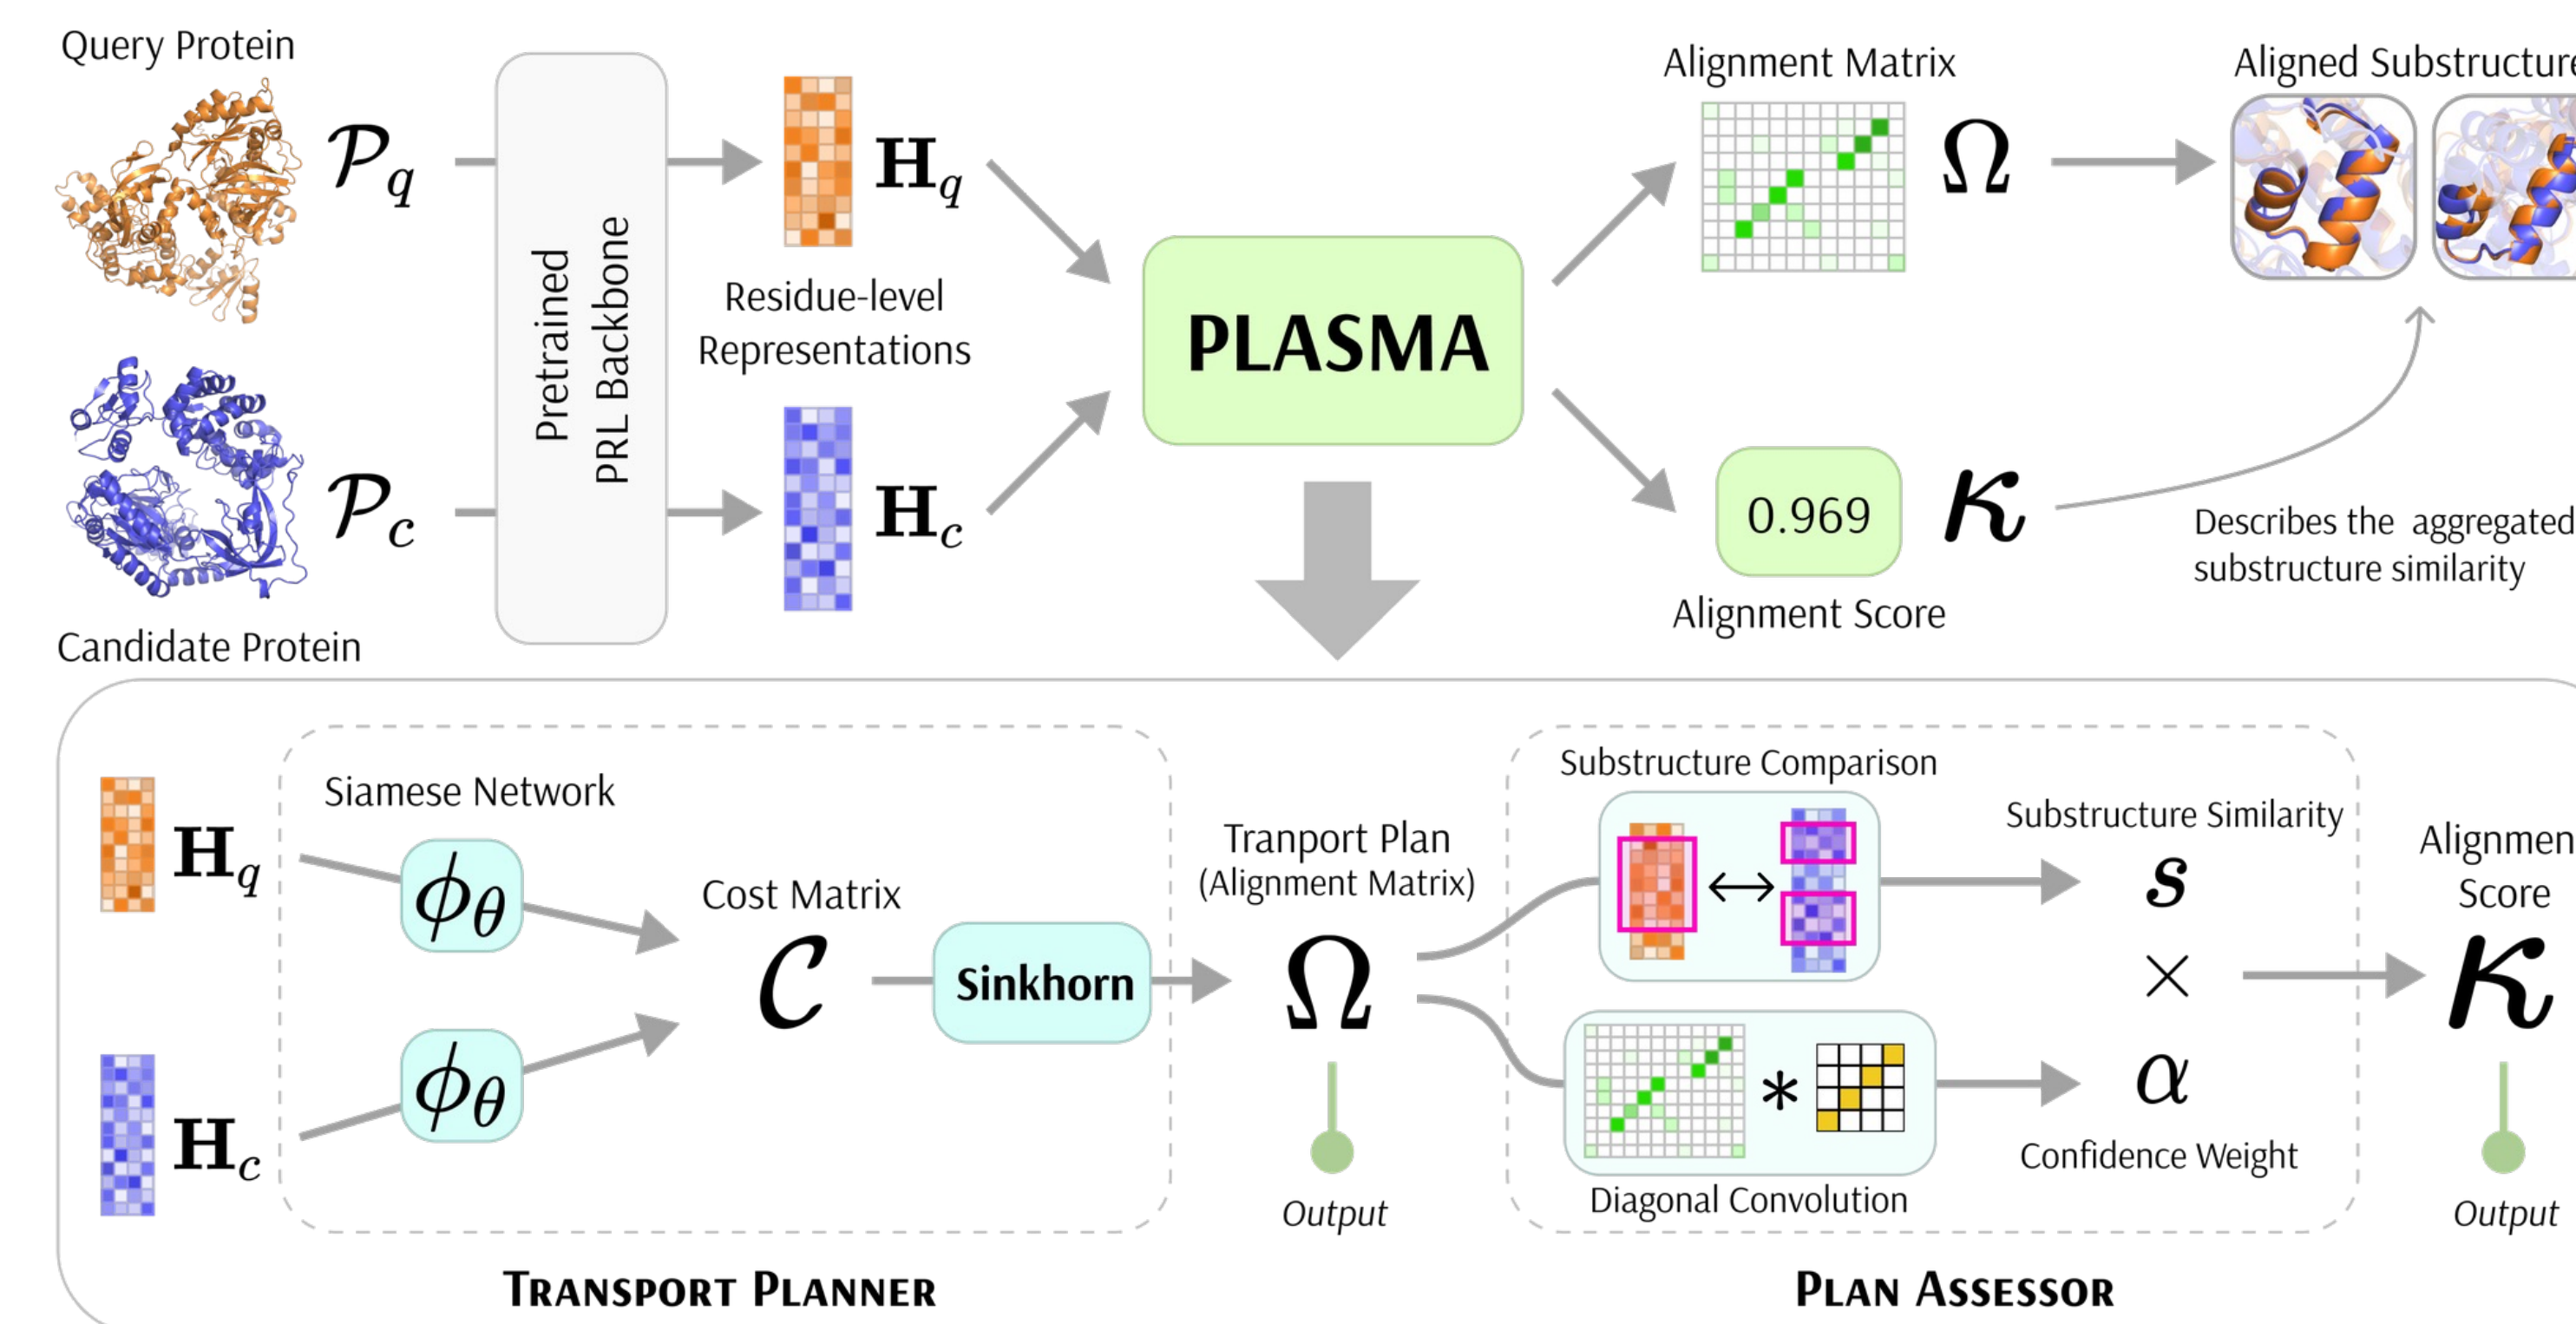 Query Protein
𝒫q
Pretrained
PRL Backbone
Hq
Residue-level
Representations
Candidate Protein
𝒫c
Hc
PLASMA
Alignment Matrix
Ω
Aligned Substructure
0.969
κ
Alignment Score
Describes the aggregated
substructure similarity
Hq
Hc
Siamese Network
ϕθ
ϕθ
Cost Matrix
𝒞
Sinkhorn
TRANSPORT PLANNER
Tranport Plan
(Alignment Matrix)
Ω
Output
Substructure Comparison
Substructure Similarity
s
×
*
α
Diagonal Convolution
Confidence Weight
PLAN ASSESSOR
Alignmen
Score
κ
Output